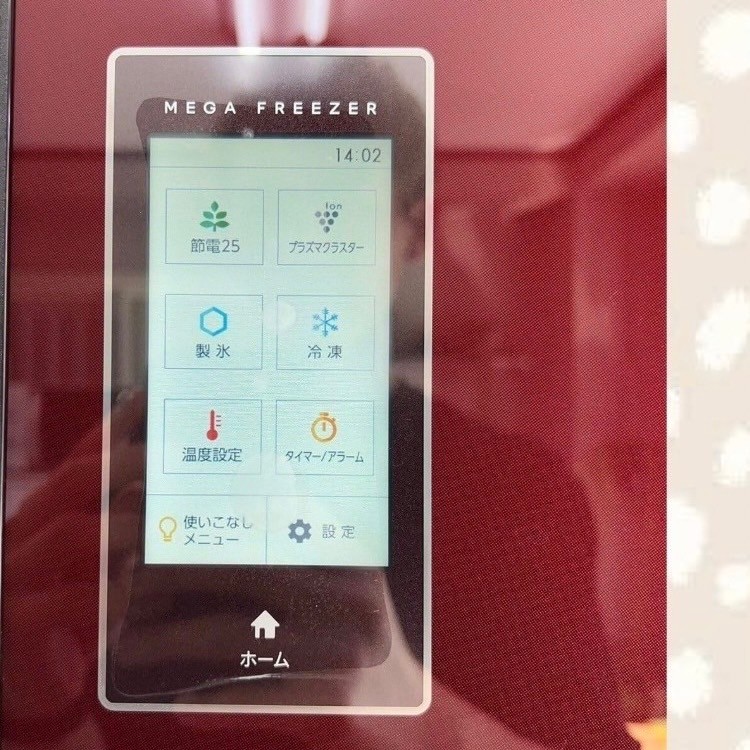 MEGA FREEZER
14:02
節電25
Ion
プラズマクラスター
製氷
冷凍
温度設定
タイマー/アラーム
使いこなし
メニュー
設定
ホーム